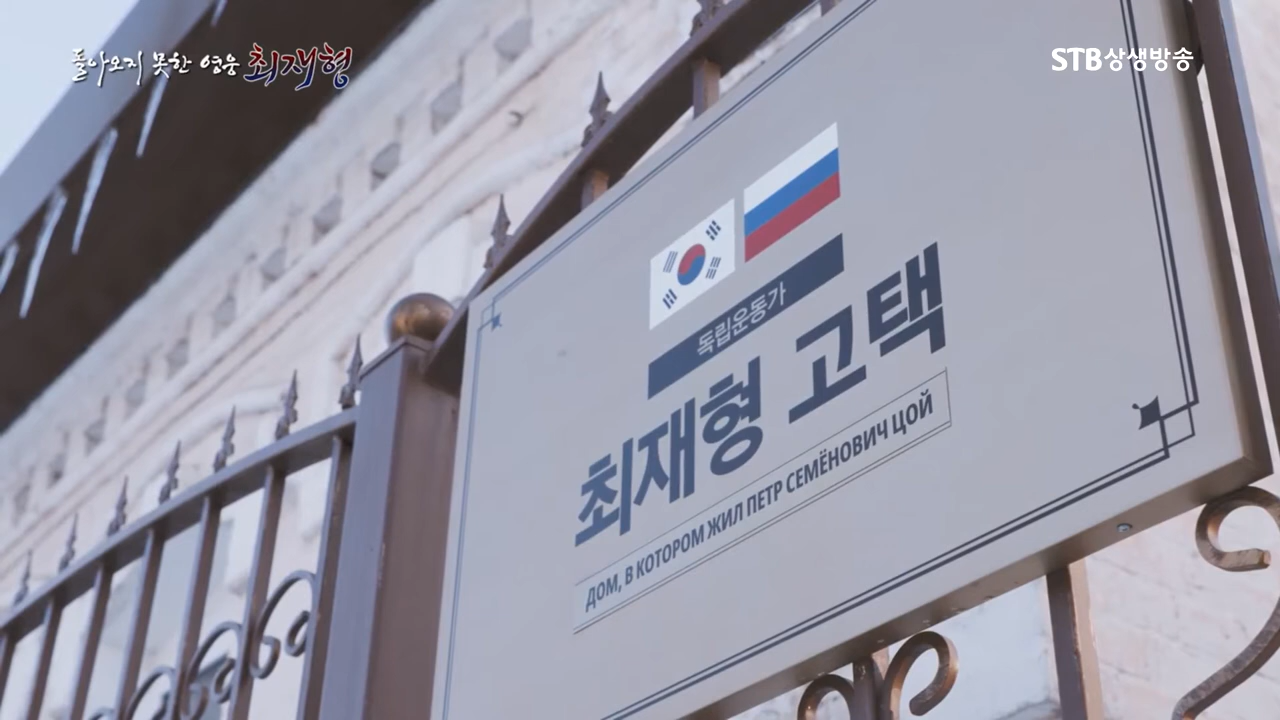 돌아오지 못한 영웅 최재형
STB상생방송
독립운동가
최재형 고택
ДОМ, В КОТОРОМ ЖИЛ ПЕТР СЕМЁНОВИЧ ЦОЙ